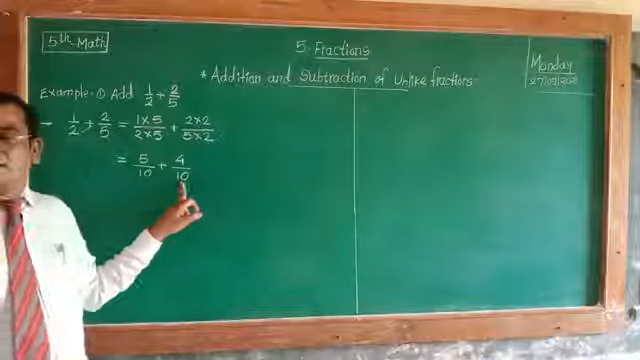 5th-Math
5. Fractions
Monday
* Addition and Subtraction of Unlike fractions
Example-① Add 1/2 + 2/5
→ 1/2 + 2/5 = 1×5/2×5 + 2×2/5×2
= 5/10 + 4/10